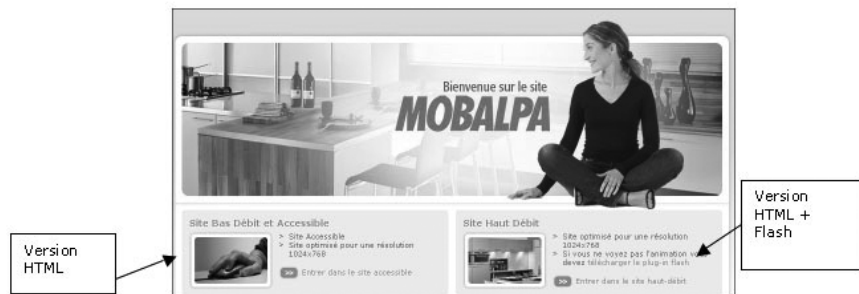 Bienvenue sur le site
MOBALPA
Site Bas Débit et Accessible
> Site Accessible
> Site optimisé pour une résolution
1024x768
>> Entrer dans le site accessible
Site Haut Débit
> Site optimisé pour une résolution
1024x768
> Si vous ne voyez pas l'animation vo
devez télécharger le plug-in flash
>> Entrer dans le site haut-débit
Version
HTML
Version
HTML +
Flash